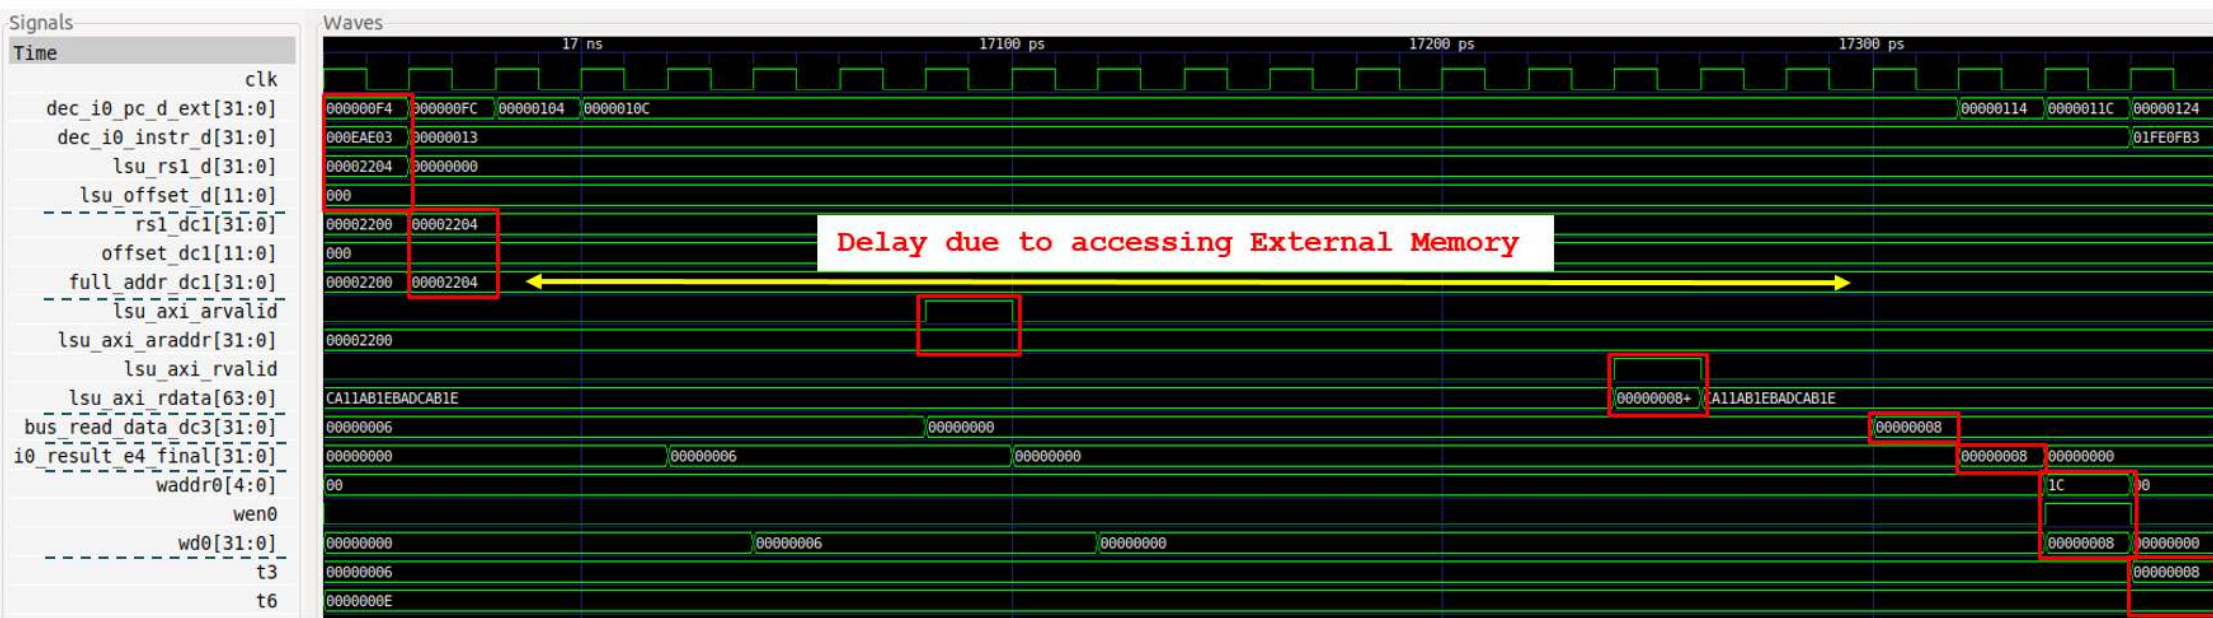 Signals Waves
Time 17 ns 17100 ps 17200 ps 17300 ps
clk
dec_i0_pc_d_ext[31:0] 000000F4 000000FC 00000104 0000010C 00000114 0000011C 00000124
dec_i0_instr_d[31:0] 000EAE03 00000013 01FE0FB3
lsu_rs1_d[31:0] 00002204 00000000
lsu_offset_d[11:0] 000
rs1_dc1[31:0] 00002200 00002204
Delay due to accessing External Memory
offset_dc1[11:0] 000
full_addr_dc1[31:0] 00002200 00002204
lsu_axi_arvalid
lsu_axi_araddr[31:0] 00002200
lsu_axi_rvalid
lsu_axi_rdata[63:0] CA11AB1EBADCAB1E 00000008+ CA11AB1EBADCAB1E
bus_read_data_dc3[31:0] 00000006 00000000 00000008
i0_result_e4_final[31:0] 00000000 00000006 00000000 00000008 00000000
waddr0[4:0] 00 1C 00
wen0
wd0[31:0] 00000000 00000006 00000000 00000008 00000000
t3 00000006 00000008
t6 0000000E